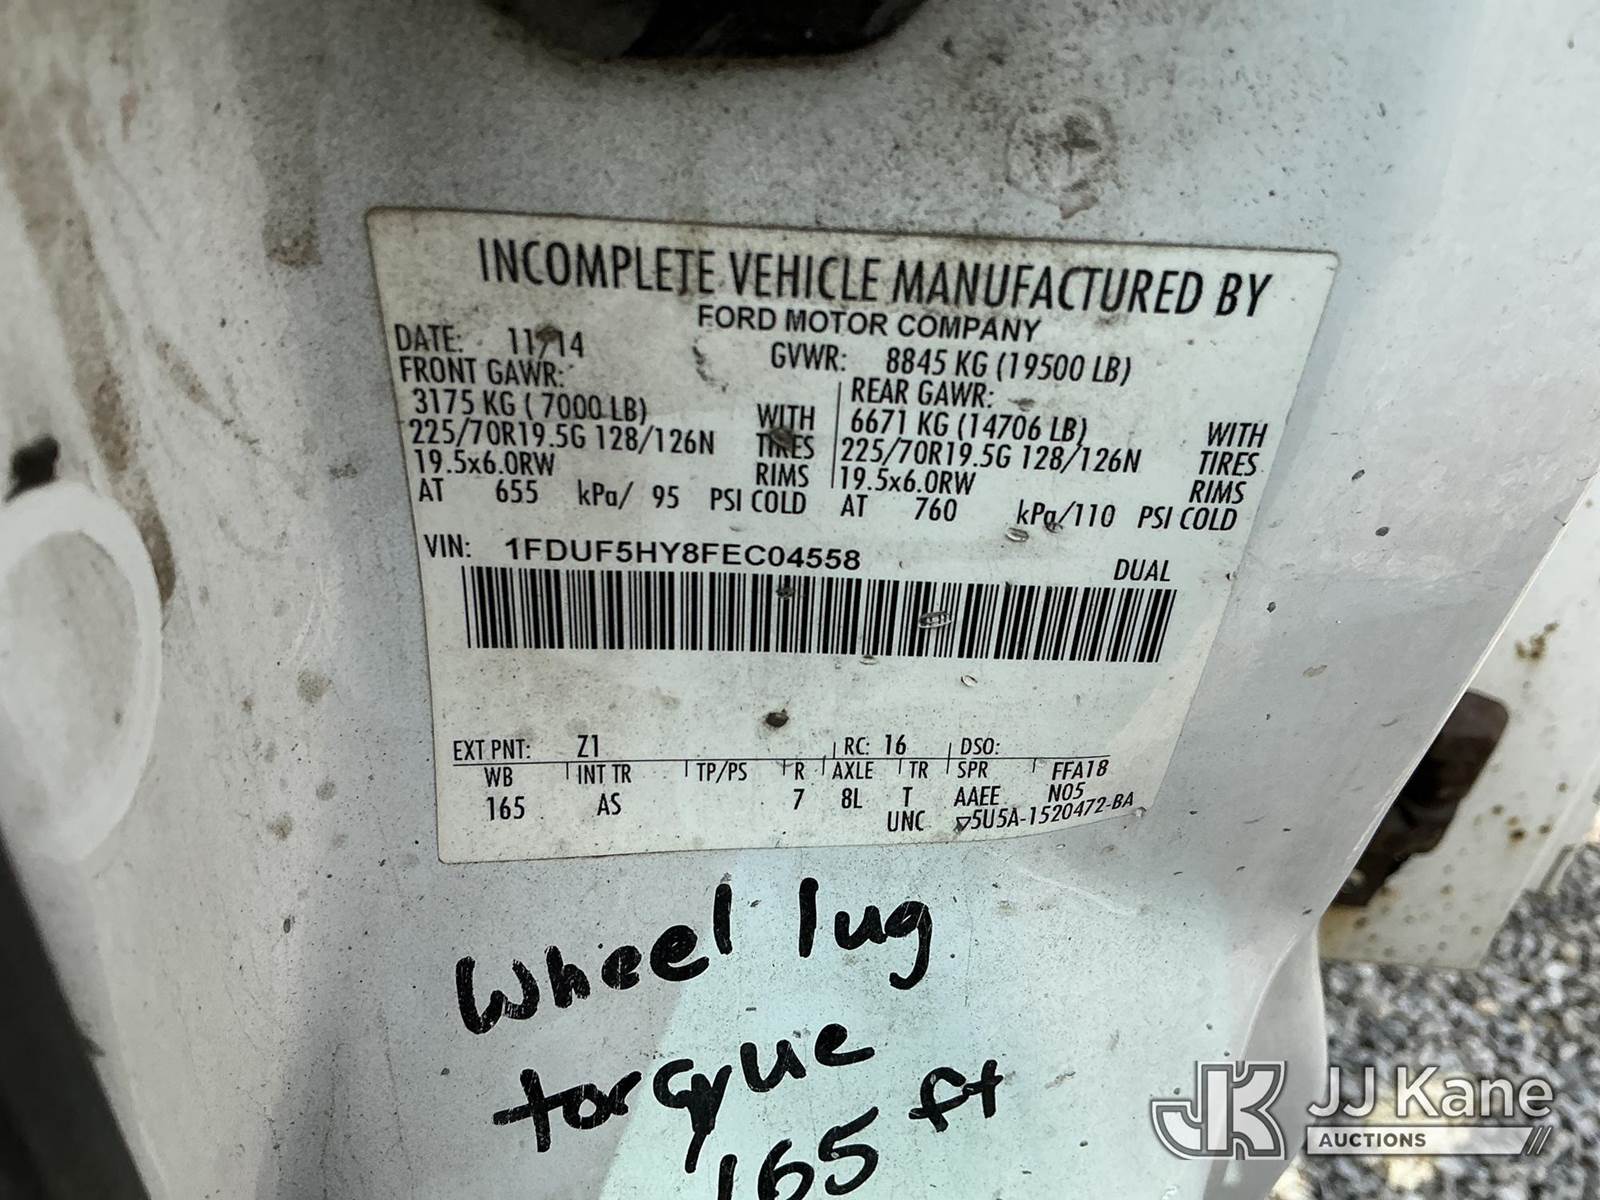 INCOMPLETE VEHICLE MANUFACTURED BY
FORD MOTOR COMPANY
DATE: 11/14 GVWR: 8845 KG (19500 LB)
FRONT GAWR: REAR GAWR:
3175 KG ( 7000 LB) WITH 6671 KG (14706 LB) WITH
225/70R19.5G 128/126N TIRES 225/70R19.5G 128/126N TIRES
19.5x6.0RW RIMS 19.5x6.0RW RIMS
AT 655 kPa/ 95 PSI COLD AT 760 kPa/110 PSI COLD
VIN: 1FDUF5HY8FEC04558 DUAL
EXT PNT: Z1 RC: 16 DSO:
WB INT TR TP/PS R AXLE TR SPR FFA18
165 AS 7 8L T AAEE N05
UNC ▽5U5A-1520472-BA
Wheel lug
torque
165 ft
JK JJ Kane
AUCTIONS